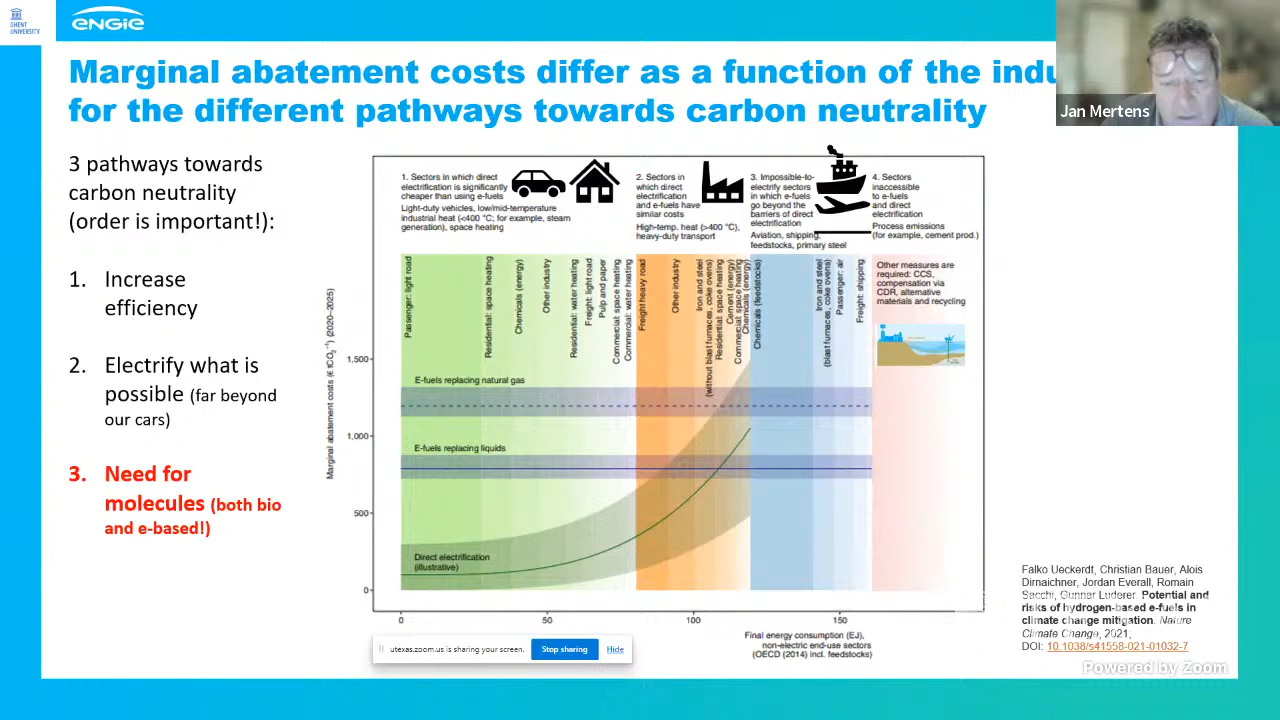 GHENT
UNIVERSITY
ENGIE
Marginal abatement costs differ as a function of the indu
for the different pathways towards carbon neutrality
Jan Mertens
3 pathways towards
carbon neutrality
(order is important!):
1. Increase
efficiency
2. Electrify what is
possible (far beyond
our cars)
3. Need for
molecules (both bio
and e-based!)
1. Sectors in which direct
electrification is significantly
cheaper than using e-fuels
Light-duty vehicles, low/mid-temperature
industrial heat (<400 °C; for example, steam
generation), space heating
2. Sectors in
which direct
electrification
and e-fuels have
similar costs
High-temp. heat (>400 °C),
heavy-duty transport
3. Impossible-to-
electrify sectors
in which e-fuels
go beyond the
barriers of direct
electrification
Aviation, shipping,
feedstocks, primary steel
4. Sectors
inaccessible
to e-fuels
and direct
electrification
Process emissions
(for example, cement prod.)
Marginal abatement costs (€ tCO₂⁻¹) (2020–2025)
1,500
1,000
500
0
Passenger: light road
Residential: space heating
Chemicals (energy)
Other industry
Residential: water heating
Freight: light road
Pulp and paper
Commercial: space heating
Commercial: water heating
Freight: heavy road
Other industry
Iron and steel
(without blast furnaces, coke ovens)
Residential: space heating
Cement (energy)
Commercial: space heating
Chemicals (energy)
Chemicals (feedstocks)
Iron and steel
(blast furnaces, coke ovens)
Passenger: air
Freight: shipping
Other measures are
required: CCS,
compensation via
CDR, alternative
materials and recycling
E-fuels replacing natural gas
E-fuels replacing liquids
Direct electrification
(illustrative)
0
50
100
150
Final energy consumption (EJ),
non-electric end-use sectors
(OECD (2014) incl. feedstocks)
utexas.zoom.us is sharing your screen.
Stop sharing
Hide
Falko Ueckerdt, Christian Bauer, Alois
Dirnaichner, Jordan Everall, Romain
Sacchi, Gunnar Luderer. Potential and
risks of hydrogen-based e-fuels in
climate change mitigation. Nature
Climate Change, 2021;
DOI: 10.1038/s41558-021-01032-7
Powered by Zoom